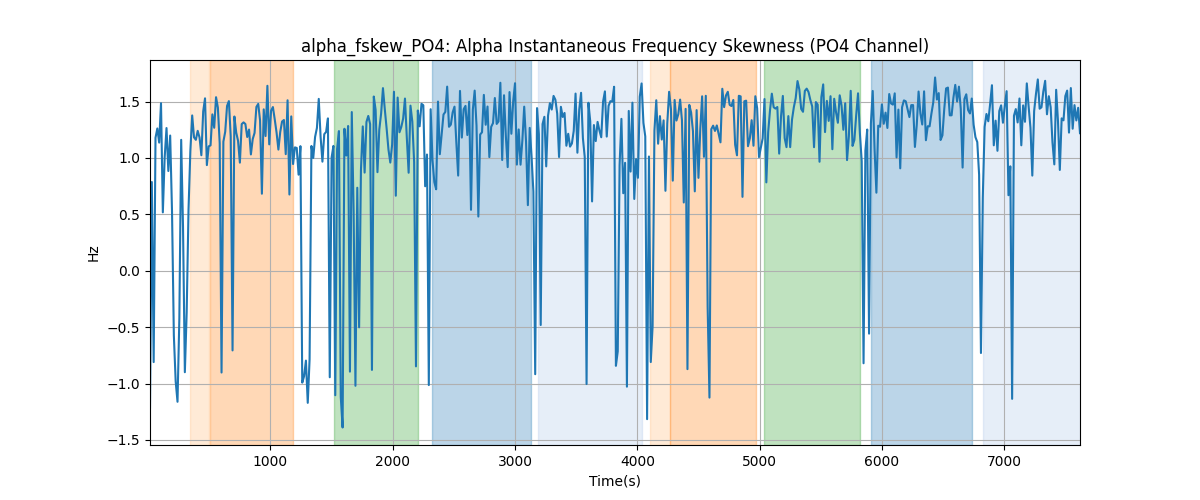 alpha_fskew_PO4: Alpha Instantaneous Frequency Skewness (PO4 Channel)
Hz
1.5
1.0
0.5
0.0
−0.5
−1.0
−1.5
1000 2000 3000 4000 5000 6000 7000
Time(s)